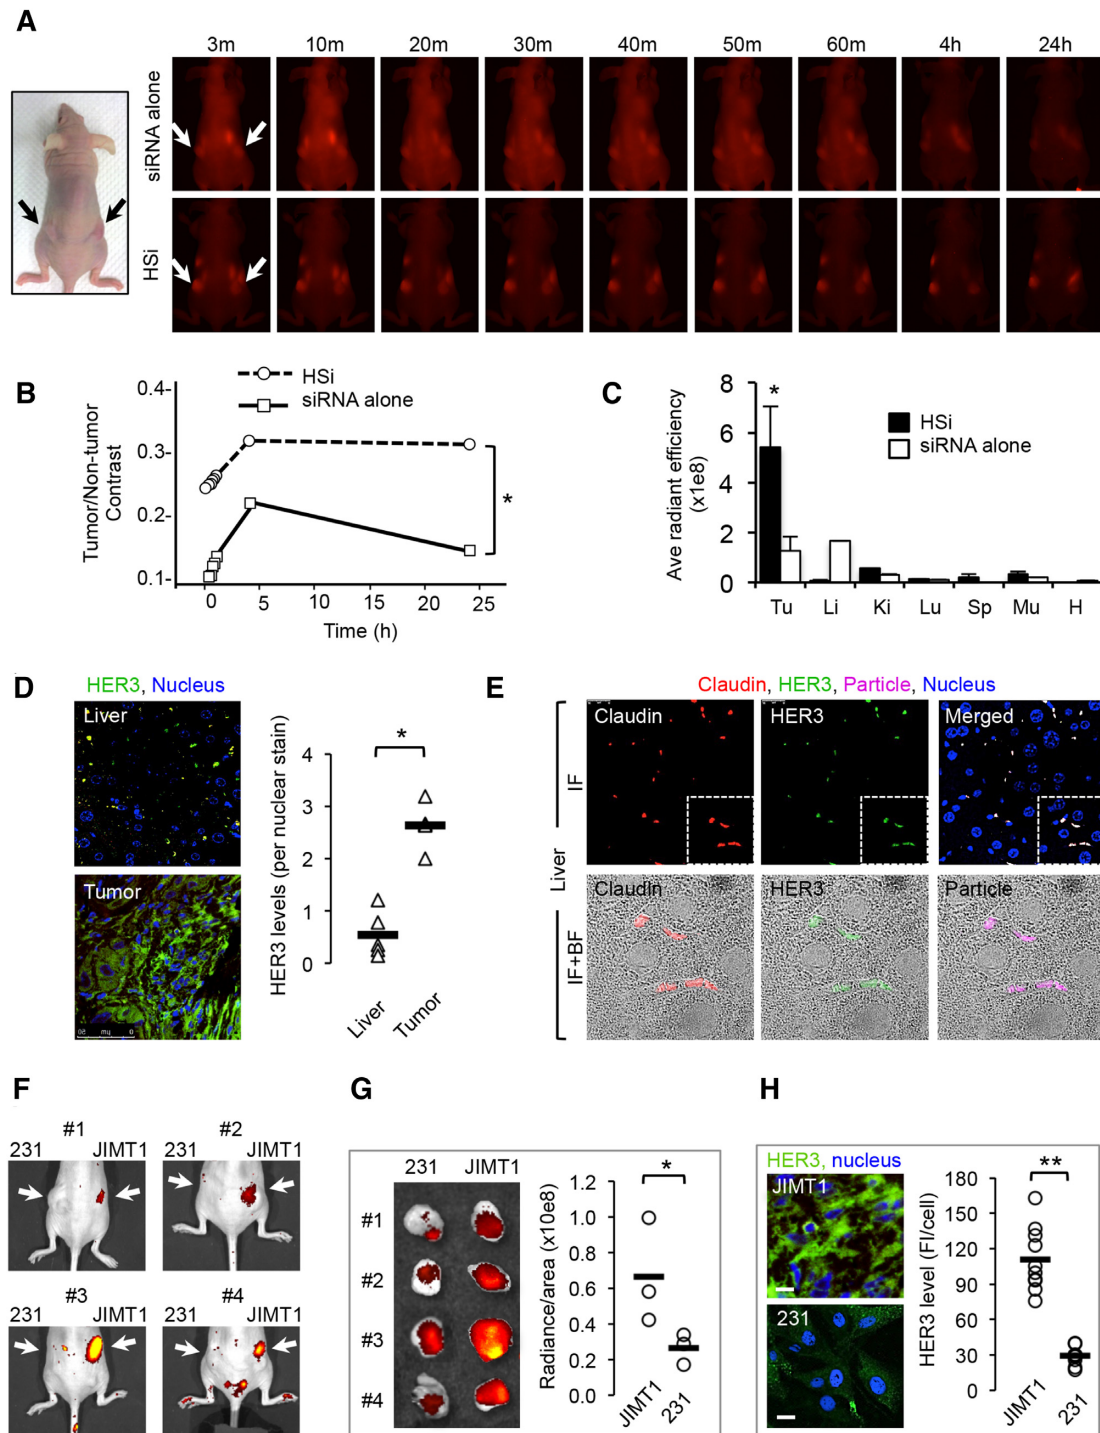 A
3m 10m 20m 30m 40m 50m 60m 4h 24h
siRNA alone
HSi
B
HSi
siRNA alone
Tumor/Non-tumor
Contrast
0.4-
0.3-
0.2-
0.1-
0 5 10 15 20 25
Time (h)
*
C
Ave radiant efficiency
(x1e8)
8
6
4
2
0
*
HSi
siRNA alone
Tu Li Ki Lu Sp Mu H
D
HER3, Nucleus
Liver
Tumor
HER3 levels (per nuclear stain)
4
3
2
1
0
*
Liver Tumor
E
Claudin, HER3, Particle, Nucleus
Liver
IF
Claudin HER3 Merged
IF+BF
Claudin HER3 Particle
F
#1 #2
231 JIMT1 231 JIMT1
#3 #4
231 JIMT1 231 JIMT1
G
231 JIMT1
#1
#2
#3
#4
Radiance/area (x10e8)
1.2
1.0
0.8
0.6
0.4
0.2
0.0
*
JIMT1 231
H
HER3, nucleus
JIMT1
231
HER3 level (FI/cell)
180
150
120
90
60
30
0
**
JIMT1 231